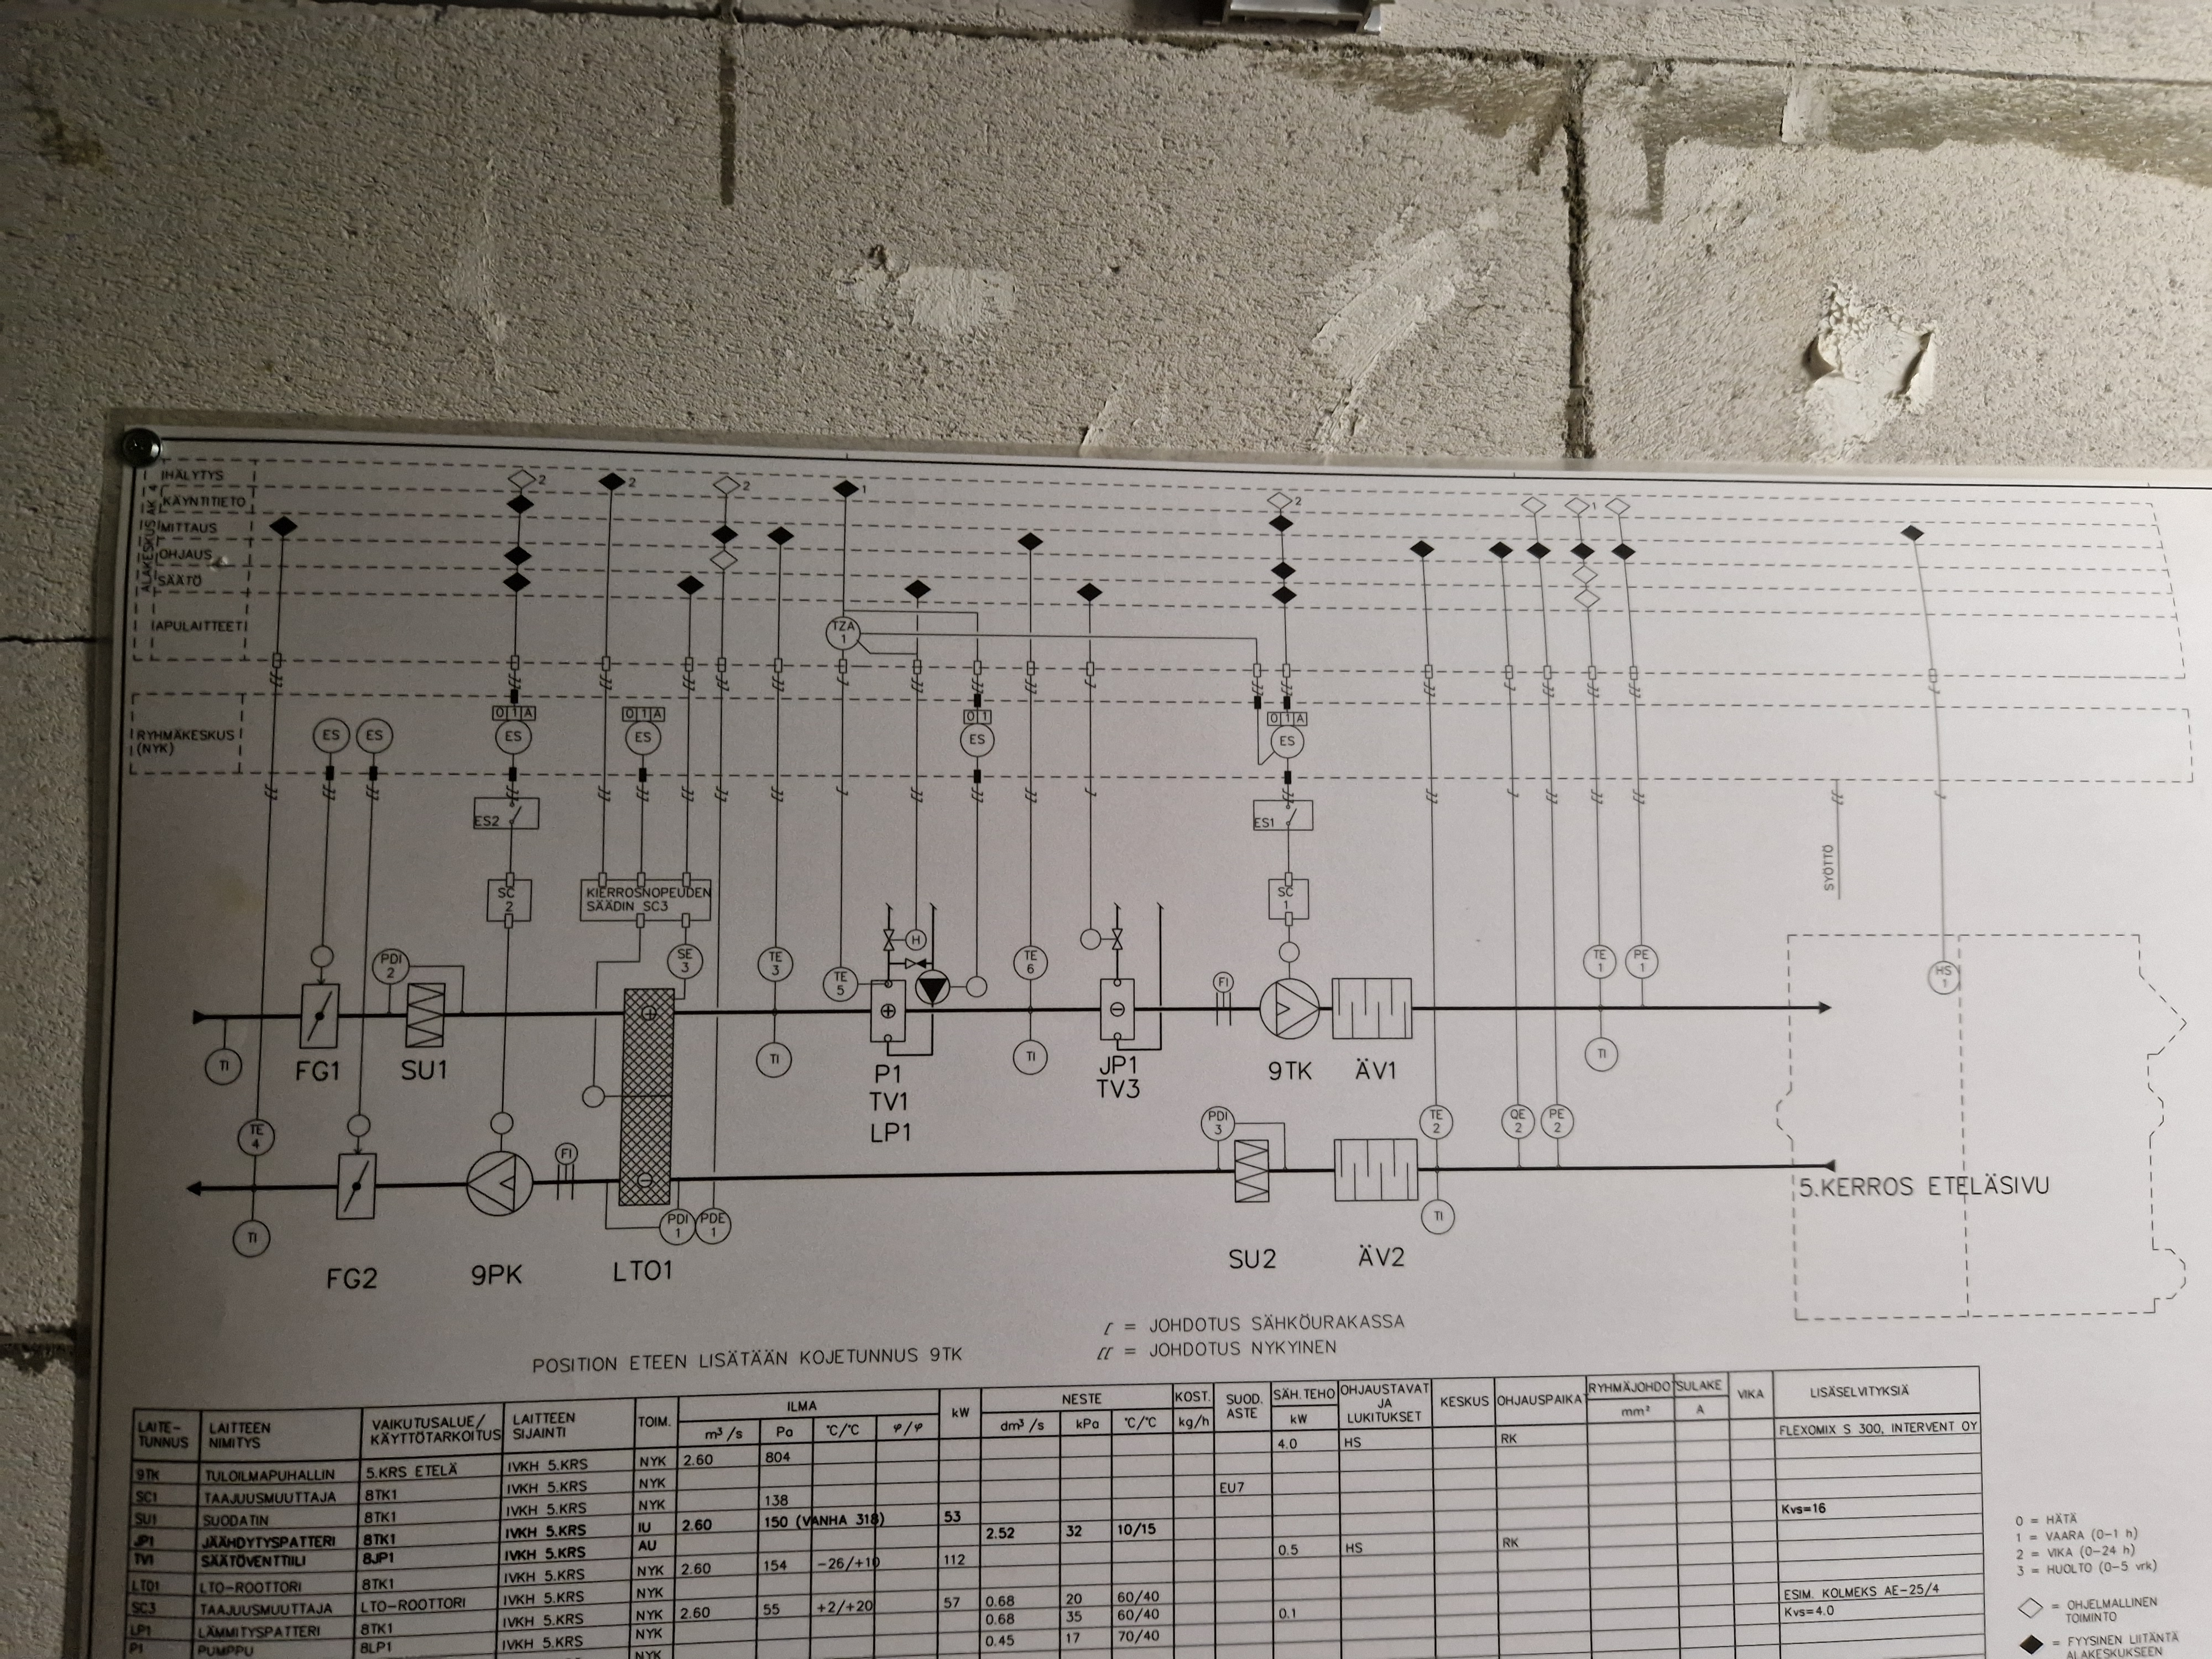 HÄLYTYS
KÄYNTITIETO
MITTAUS
OHJAUS
SÄÄTÖ
APULAITTEET
ALAKESKUS AK 4
2 2 2 1 2 1
TZA 1
RYHMÄKESKUS (NYK)
ES ES
0 1 A
ES
0 1 A
ES
0 1
ES
0 1 A
ES
ES2
ES1
SC 2
KIERROSNOPEUDEN
SÄÄDIN SC3
SC 1
SYÖTTÖ
H
PDI 2
SE 3
TE 3
TE 5
TE 6
FI
TE 1
PE 1
HS 1
TI
FG1
SU1
TI
P1
TV1
LP1
TI
JP1
TV3
9TK
ÄV1
TI
TE 4
FI
PDI 3
TE 2
QE 2
PE 2
TI
PDI 1
PDE 1
TI
5.KERROS ETELÄSIVU
FG2
9PK
LTO1
SU2
ÄV2
= JOHDOTUS SÄHKÖURAKASSA
= JOHDOTUS NYKYINEN
POSITION ETEEN LISÄTÄÄN KOJETUNNUS 9TK
LAITE-TUNNUS LAITTEEN NIMITYS VAIKUTUSALUE/ KÄYTTÖTARKOITUS LAITTEEN SIJAINTI TOIM. ILMA kW NESTE KOST. SUOD. ASTE SÄH.TEHO OHJAUSTAVAT JA LUKITUKSET KESKUS OHJAUSPAIKAT RYHMÄJOHDO SULAKE VIKA LISÄSELVITYKSIÄ
m³/s Pa °C/°C φ/φ dm³/s kPa °C/°C kg/h kW mm² A
9TK TULOILMAPUHALLIN 5.KRS ETELÄ IVKH 5.KRS NYK 2.60 804 4.0 HS RK FLEXOMIX S 300, INTERVENT OY
SC1 TAAJUUSMUUTTAJA 8TK1 IVKH 5.KRS NYK
SU1 SUODATIN 8TK1 IVKH 5.KRS NYK 138 EU7
JP1 JÄÄHDYTYSPATTERI 8TK1 IVKH 5.KRS IU 2.60 150 (VANHA 318) 53 2.52 32 10/15 Kvs=16
TV1 SÄÄTÖVENTTIILI 8JP1 IVKH 5.KRS AU
LTO1 LTO-ROOTTORI 8TK1 IVKH 5.KRS NYK 2.60 154 -26/+10 112 0.5 HS RK
SC3 TAAJUUSMUUTTAJA LTO-ROOTTORI IVKH 5.KRS NYK
LP1 LÄMMITYSPATTERI 8TK1 IVKH 5.KRS NYK 2.60 55 +2/+20 57 0.68 20 60/40 ESIM. KOLMEKS AE-25/4
P1 PUMPPU 8LP1 IVKH 5.KRS NYK 0.68 35 60/40 0.1 Kvs=4.0
NYK 0.45 17 70/40
0 = HÄTÄ
1 = VAARA (0-1 h)
2 = VIKA (0-24 h)
3 = HUOLTO (0-5 vrk)
= OHJELMALLINEN
TOIMINTO
= FYYSINEN LIITÄNTÄ
ALAKESKUKSEEN